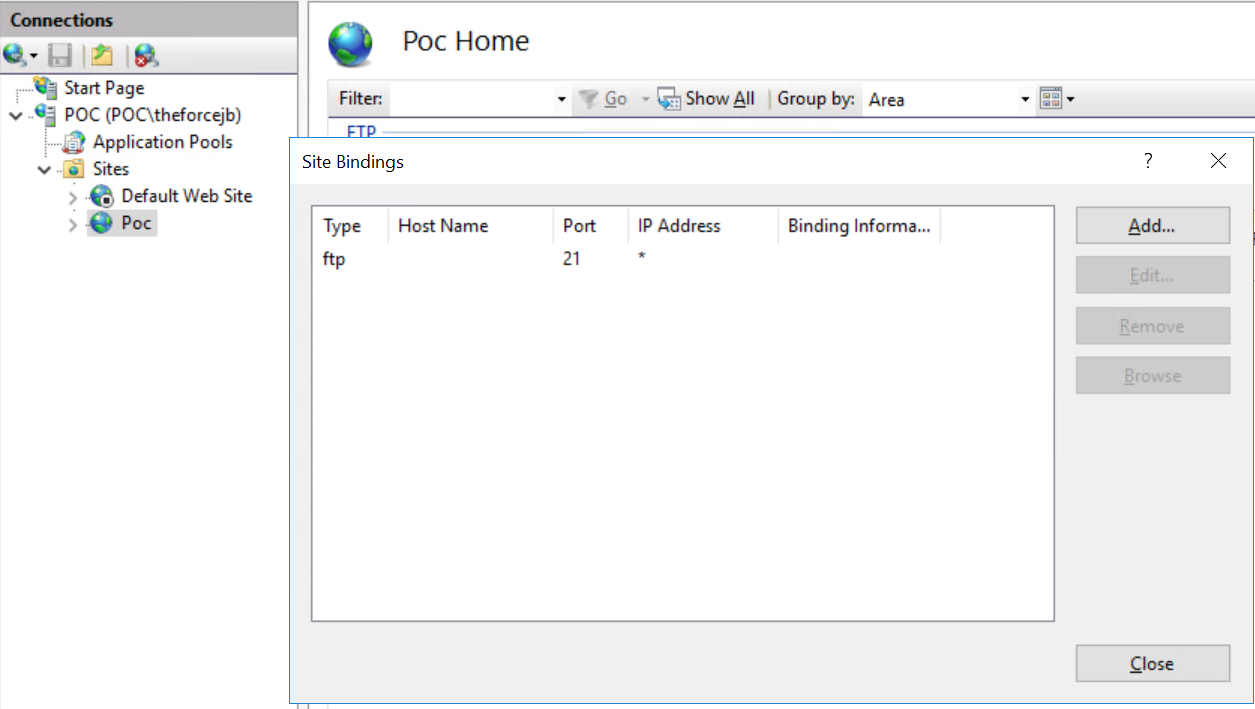 Connections
Poc Home
Start Page
Filter:
Go
Show All
Group by:
Area
POC (POC\theforcejb)
FTP
Application Pools
Site Bindings
?
Sites
Default Web Site
Poc
Type
Host Name
Port
IP Address
Binding Informa...
Add...
ftp
21
*
Edit...
Remove
Browse
Close